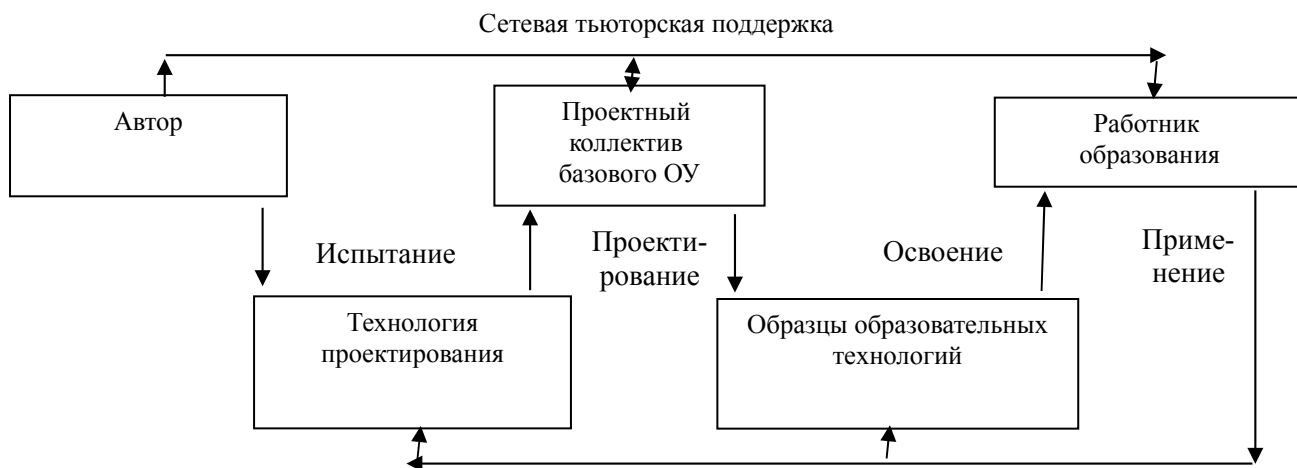 Сетевая тьюторская поддержка
Автор
Проектный
коллектив
базового ОУ
Работник
образования
Испытание
Проекти-
рование
Освоение
Приме-
нение
Технология
проектирования
Образцы образовательных
технологий